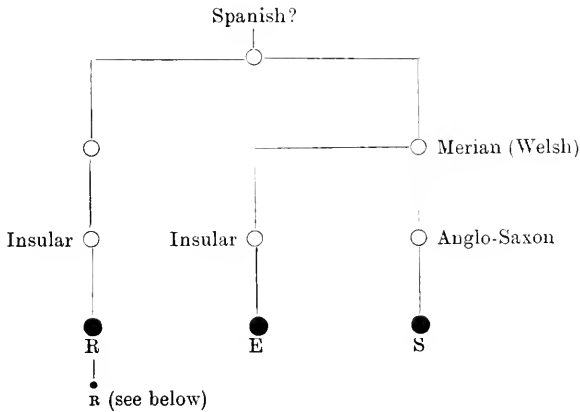 Spanish?
Merian (Welsh)
Insular Insular Anglo-Saxon
R E S
R (see below)